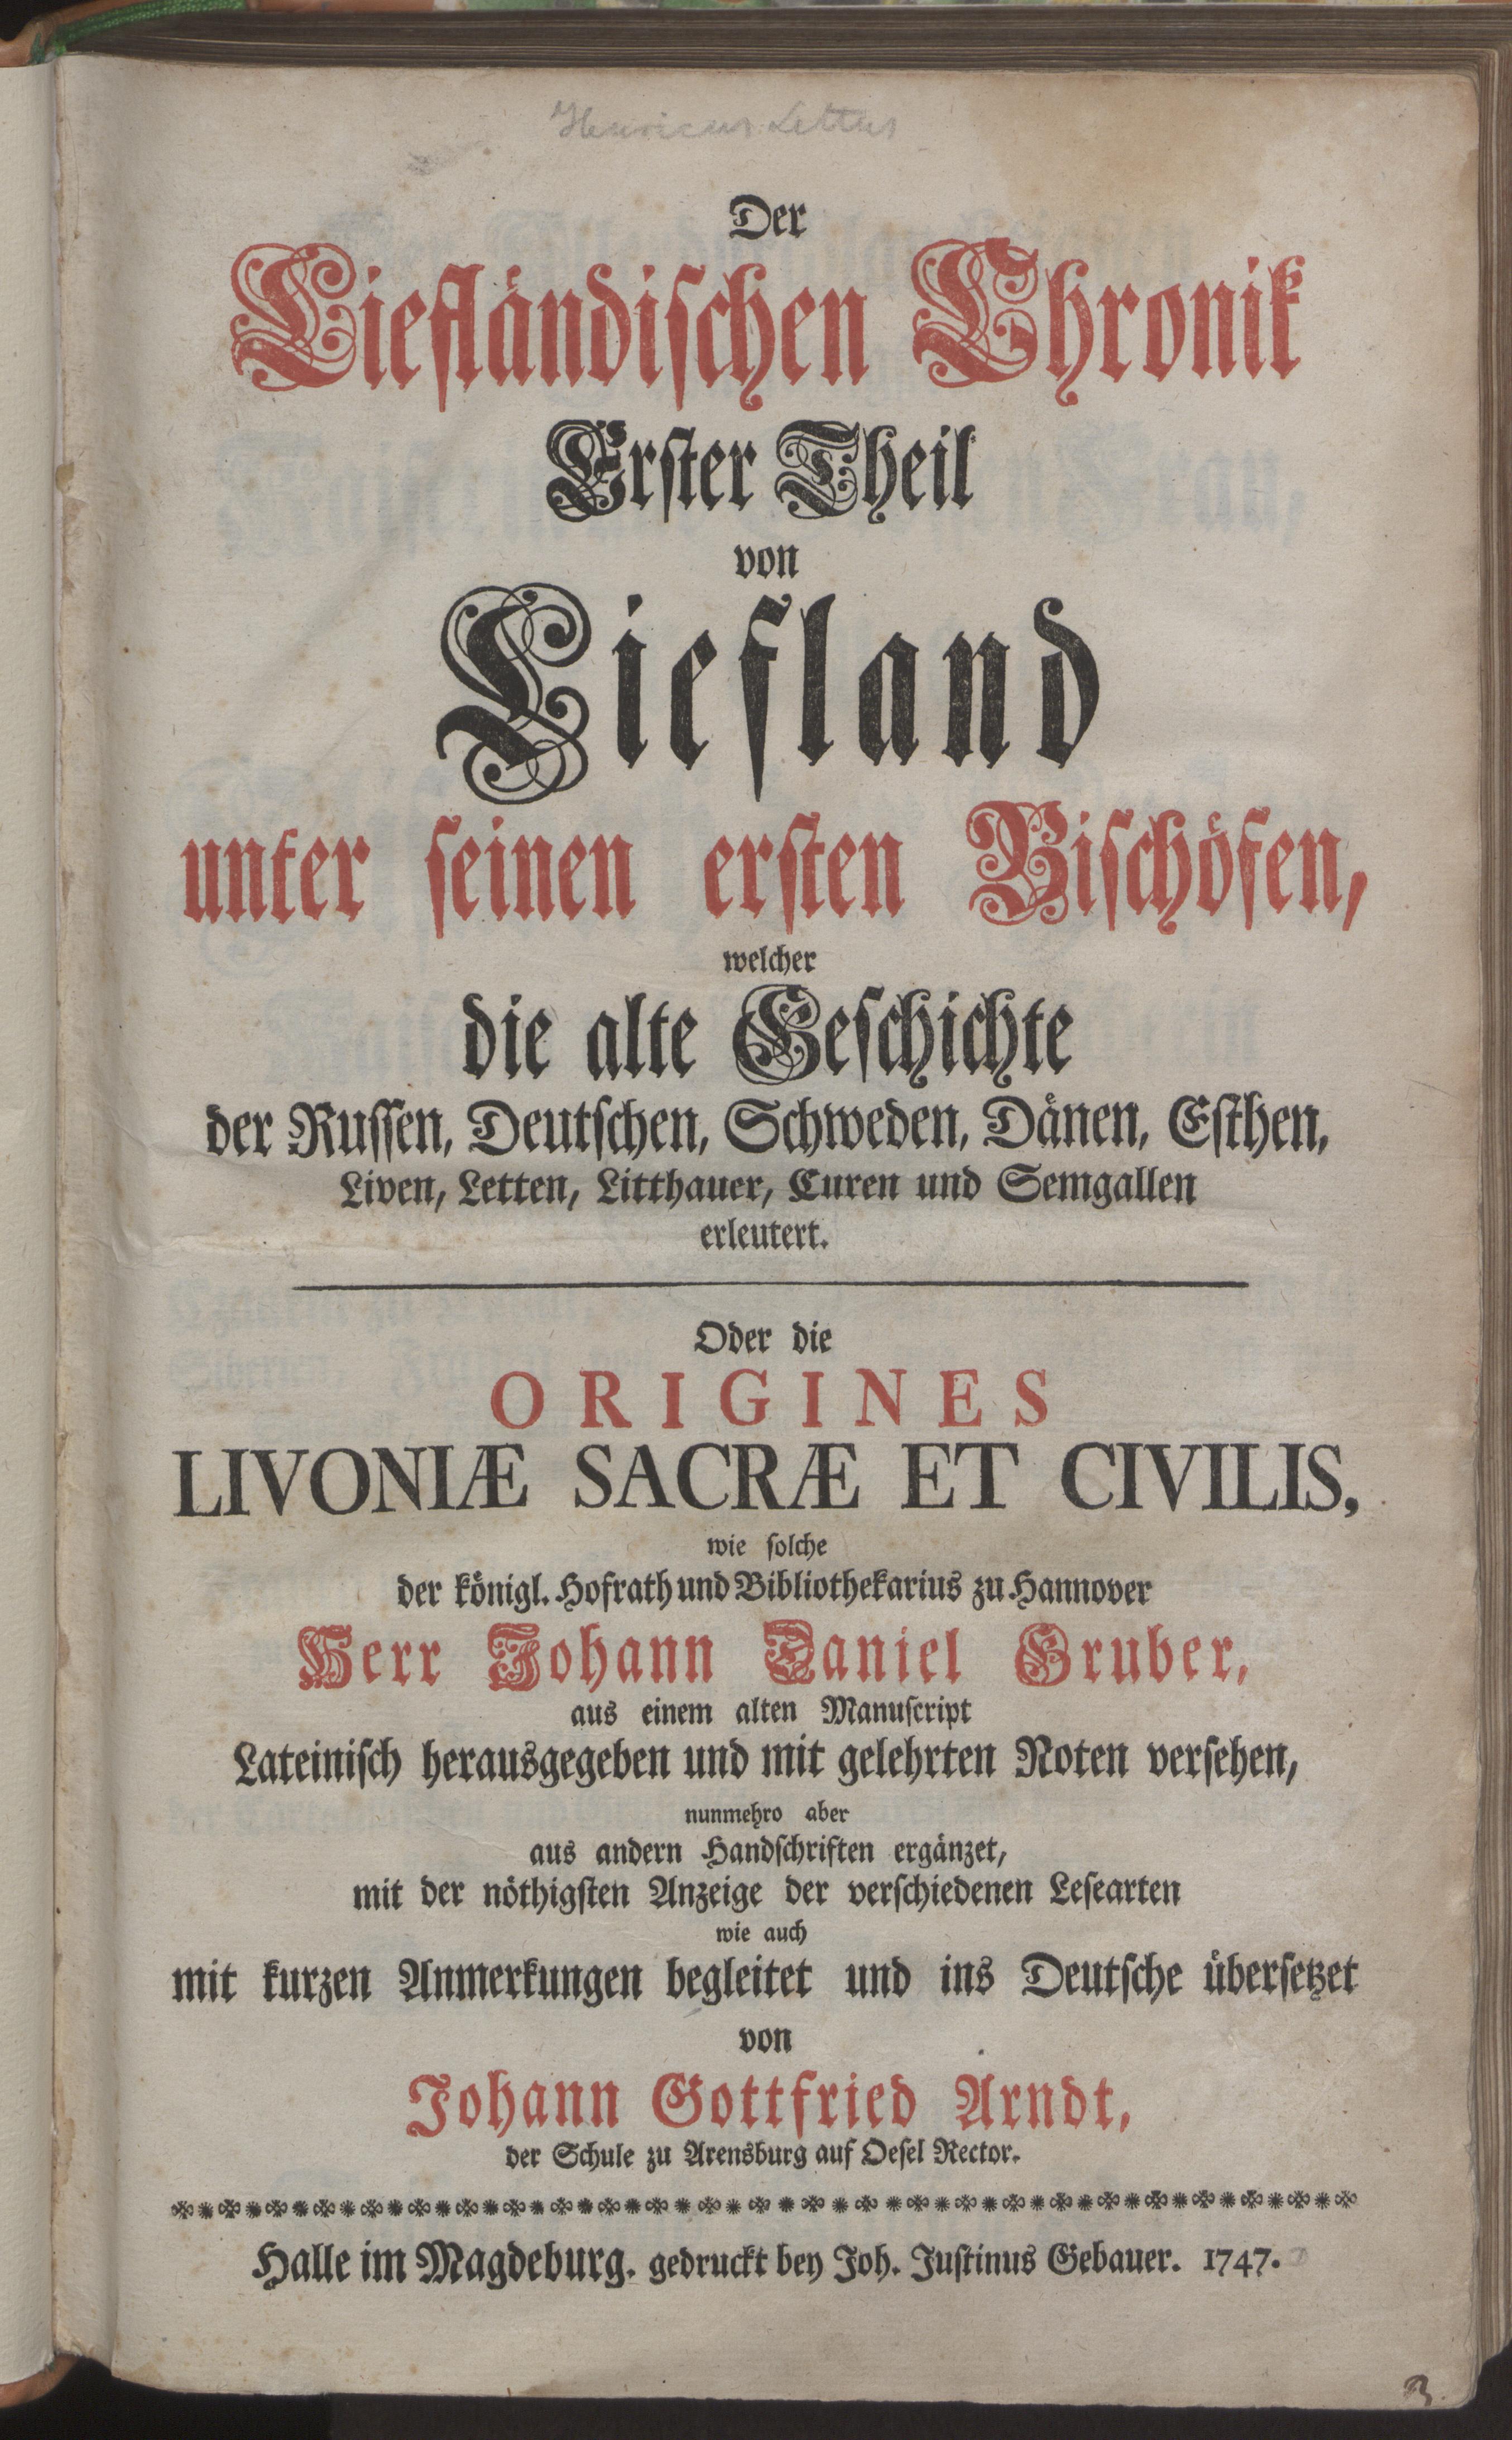 Henricus Lettus
Der
Liefländischen Chronik
Erster Theil
von
Liefland
unter seinen ersten Bischöfen,
welcher
die alte Geschichte
der Russen, Deutschen, Schweden, Dänen, Esthen,
Liven, Letten, Litthauer, Curen und Semgallen
erleutert.
Oder die
ORIGINES
LIVONIÆ SACRÆ ET CIVILIS,
wie solche
der königl. Hofrath und Bibliothekarius zu Hannover
Herr Johann Daniel Gruber,
aus einem alten Manuscript
Lateinisch herausgegeben und mit gelehrten Noten versehen,
nunmehro aber
aus andern Handschriften ergänzet,
mit der nöthigsten Anzeige der verschiedenen Lesearten
wie auch
mit kurzen Anmerkungen begleitet und ins Deutsche übersetzet
von
Johann Gottfried Arndt,
der Schule zu Arensburg auf Oesel Rector.
Halle im Magdeburg. gedruckt bey Joh. Justinus Gebauer. 1747.